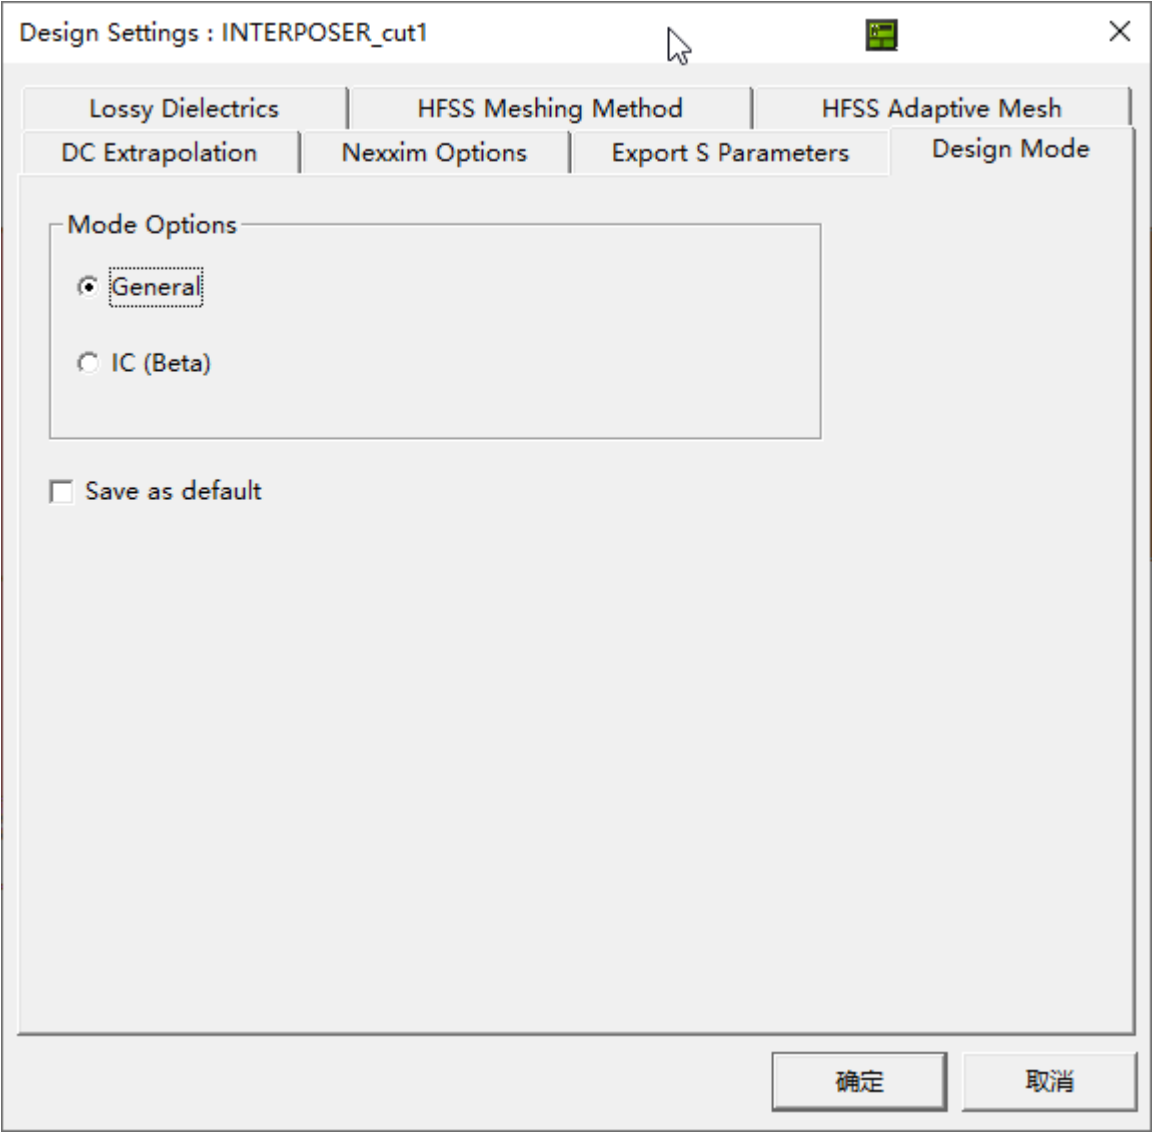 Design Settings : INTERPOSER_cut1
Lossy Dielectrics
HFSS Meshing Method
HFSS Adaptive Mesh
DC Extrapolation
Nexxim Options
Export S Parameters
Design Mode
Mode Options
General
IC (Beta)
Save as default
确定
取消